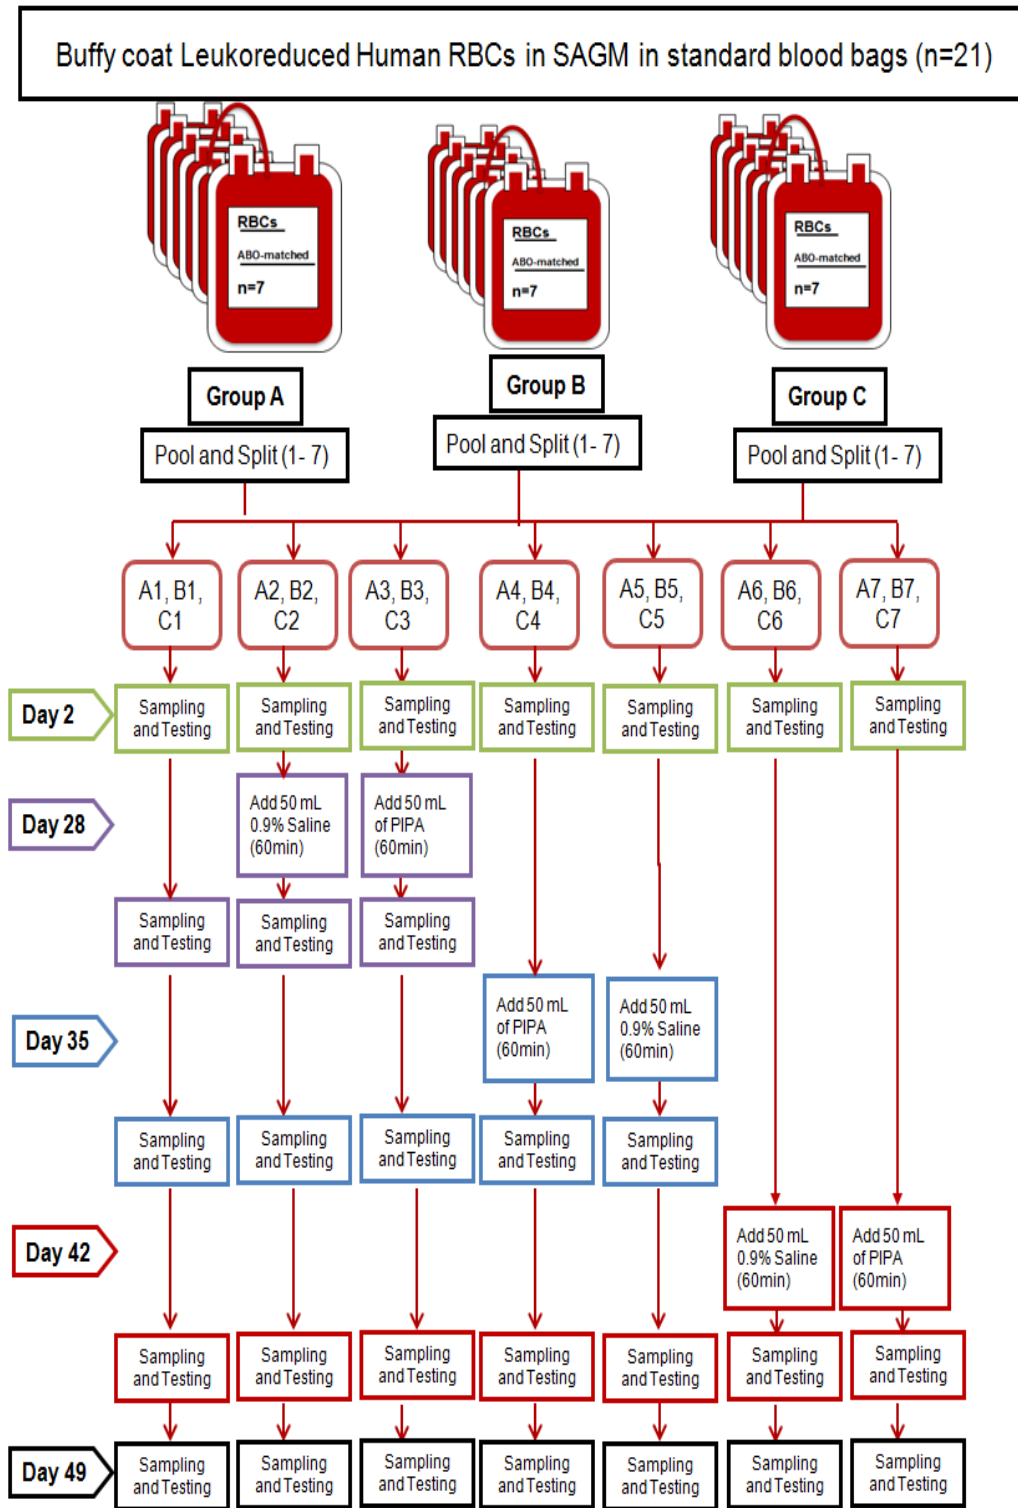 Buffy coat Leukoreduced Human RBCs in SAGM in standard blood bags (n=21)
RBCs
ABO-matched
n=7
RBCs
ABO-matched
n=7
RBCs
ABO-matched
n=7
Group A
Group B
Group C
Pool and Split (1- 7)
Pool and Split (1- 7)
Pool and Split (1- 7)
A1, B1,
C1
A2, B2,
C2
A3, B3,
C3
A4, B4,
C4
A5, B5,
C5
A6, B6,
C6
A7, B7,
C7
Day 2
Sampling
and Testing
Sampling
and Testing
Sampling
and Testing
Sampling
and Testing
Sampling
and Testing
Sampling
and Testing
Sampling
and Testing
Day 28
Add 50 mL
0.9% Saline
(60min)
Add 50 mL
of PIPA
(60min)
Sampling
and Testing
Sampling
and Testing
Sampling
and Testing
Day 35
Add 50 mL
of PIPA
(60min)
Add 50 mL
0.9% Saline
(60min)
Sampling
and Testing
Sampling
and Testing
Sampling
and Testing
Sampling
and Testing
Sampling
and Testing
Day 42
Add 50 mL
0.9% Saline
(60min)
Add 50 mL
of PIPA
(60min)
Sampling
and Testing
Sampling
and Testing
Sampling
and Testing
Sampling
and Testing
Sampling
and Testing
Sampling
and Testing
Sampling
and Testing
Day 49
Sampling
and Testing
Sampling
and Testing
Sampling
and Testing
Sampling
and Testing
Sampling
and Testing
Sampling
and Testing
Sampling
and Testing